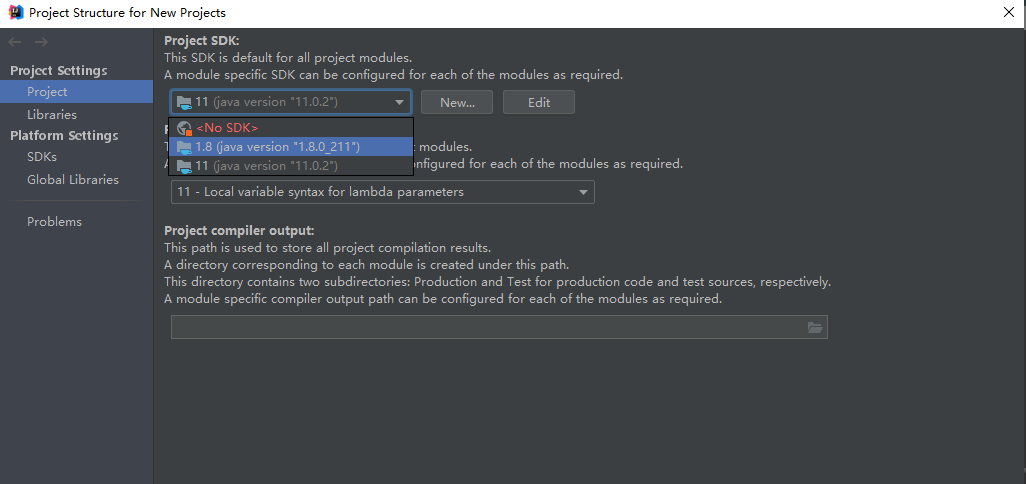 Project Structure for New Projects
Project Settings
Project
Libraries
Platform Settings
SDKs
Global Libraries
Problems
Project SDK:
This SDK is default for all project modules.
A module specific SDK can be configured for each of the modules as required.
11 (java version "11.0.2")
New...
Edit
<No SDK>
1.8 (java version "1.8.0_211")
11 (java version "11.0.2")
modules.
configured for each of the modules as required.
11 - Local variable syntax for lambda parameters
Project compiler output:
This path is used to store all project compilation results.
A directory corresponding to each module is created under this path.
This directory contains two subdirectories: Production and Test for production code and test sources, respectively.
A module specific compiler output path can be configured for each of the modules as required.